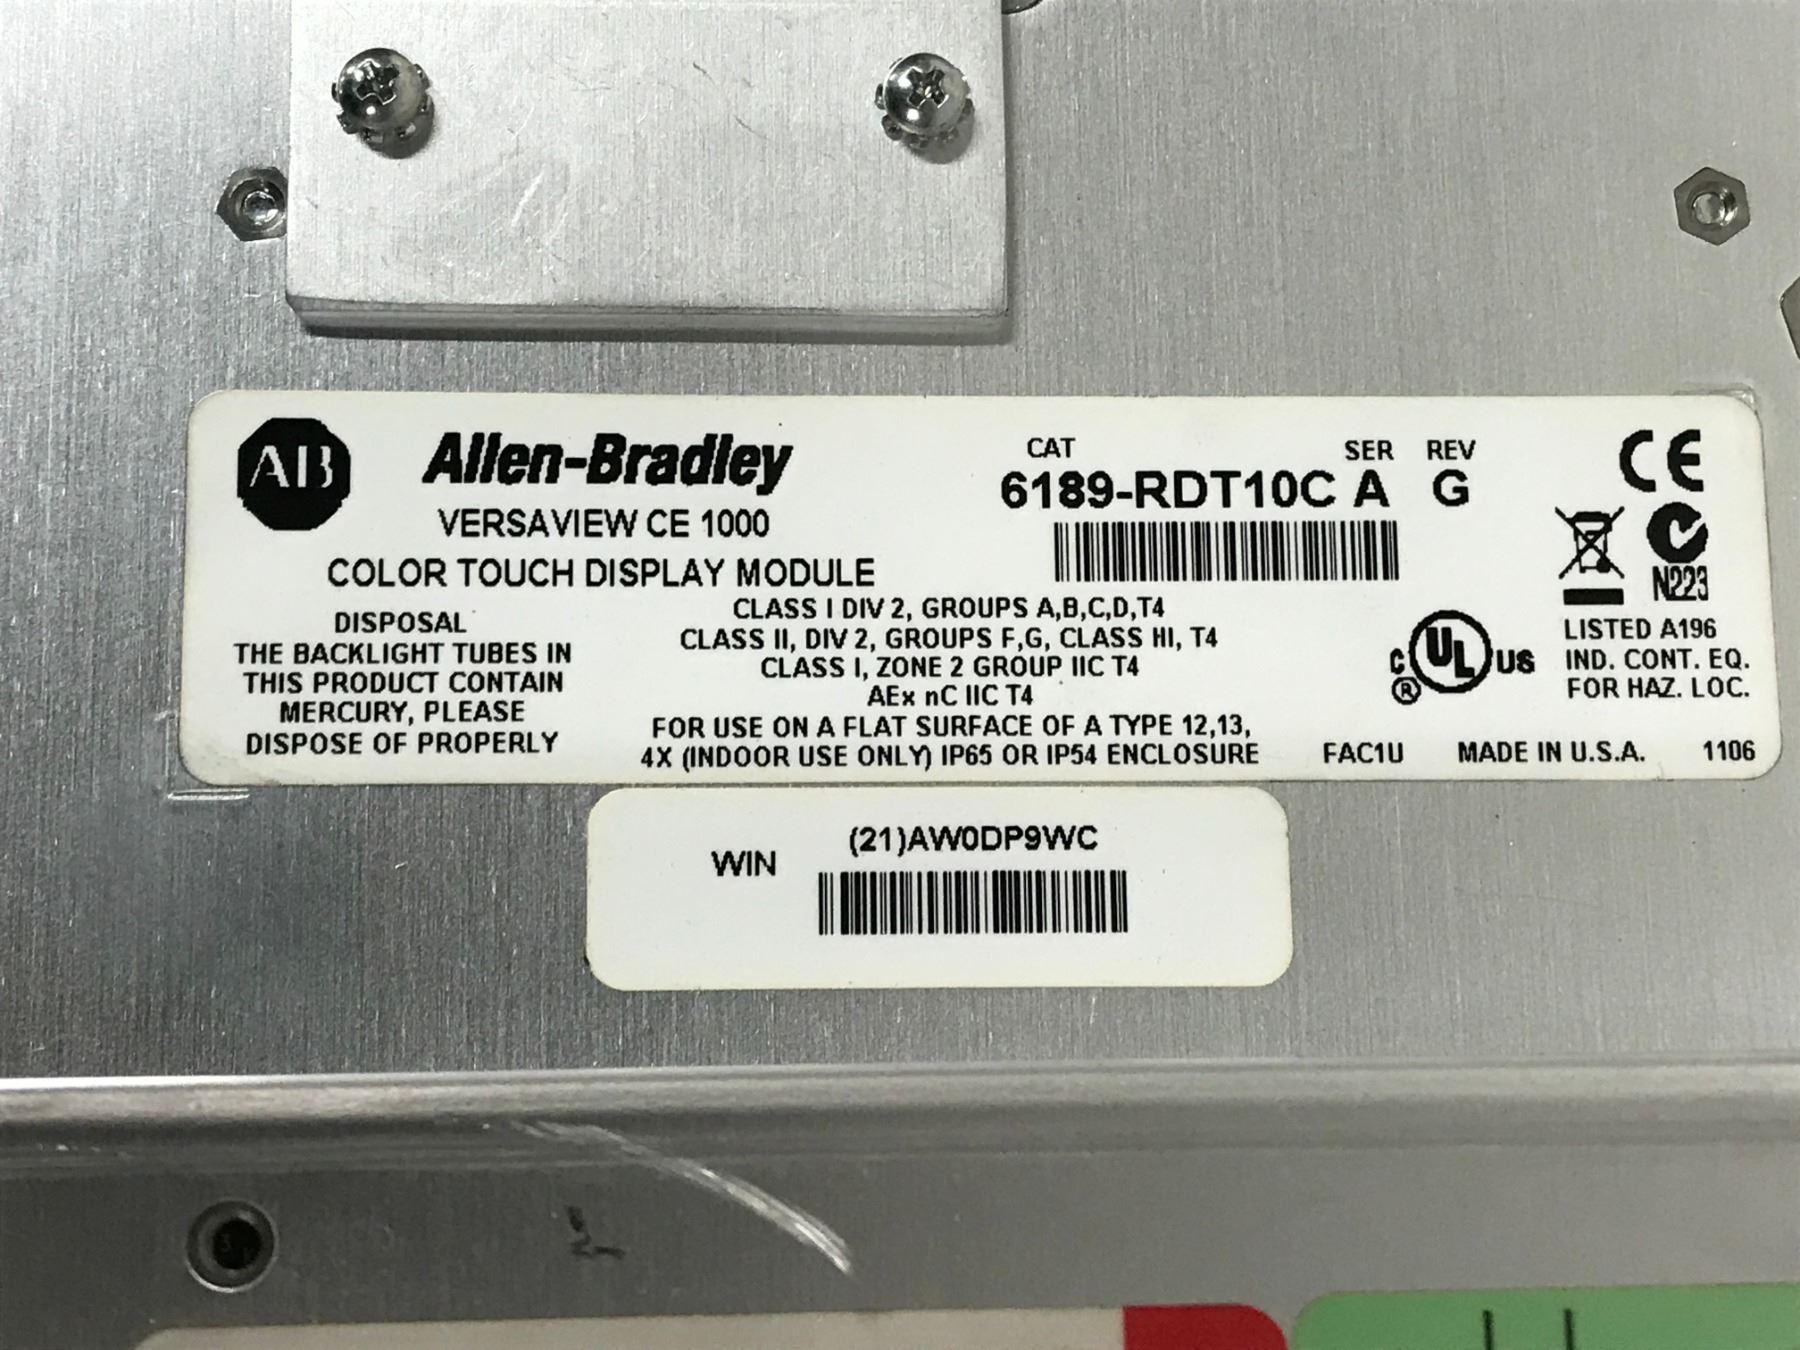 AB Allen-Bradley
VERSAVIEW CE 1000
COLOR TOUCH DISPLAY MODULE
DISPOSAL
THE BACKLIGHT TUBES IN
THIS PRODUCT CONTAIN
MERCURY, PLEASE
DISPOSE OF PROPERLY
CAT SER REV
6189-RDT10C A G
CLASS I DIV 2, GROUPS A,B,C,D,T4
CLASS II, DIV 2, GROUPS F,G, CLASS III, T4
CLASS I, ZONE 2 GROUP IIC T4
AEx nC IIC T4
FOR USE ON A FLAT SURFACE OF A TYPE 12,13,
4X (INDOOR USE ONLY) IP65 OR IP54 ENCLOSURE
CE
N223
C UL US
®
LISTED A196
IND. CONT. EQ.
FOR HAZ. LOC.
FAC1U MADE IN U.S.A. 1106
WIN (21)AW0DP9WC